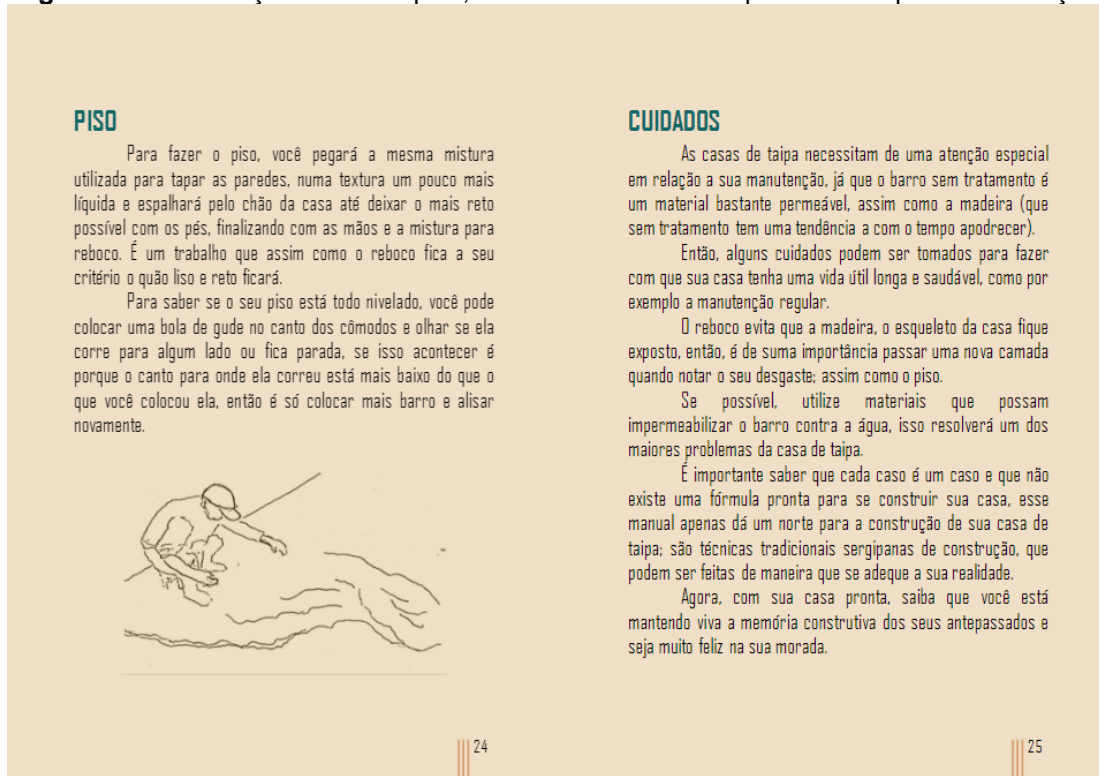 PISO
Para fazer o piso, você pegará a mesma mistura
utilizada para tapar as paredes, numa textura um pouco mais
líquida e espalhará pelo chão da casa até deixar o mais reto
possível com os pés, finalizando com as mãos e a mistura para
reboco. É um trabalho que assim como o reboco fica a seu
critério o quão liso e reto ficará.
Para saber se o seu piso está todo nivelado, você pode
colocar uma bola de gude no canto dos cômodos e olhar se ela
corre para algum lado ou fica parada, se isso acontecer é
porque o canto para onde ela correu está mais baixo do que o
que você colocou ela, então é só colocar mais barro e alisar
novamente.
24
CUIDADOS
As casas de taipa necessitam de uma atenção especial
em relação a sua manutenção, já que o barro sem tratamento é
um material bastante permeável, assim como a madeira (que
sem tratamento tem uma tendência a com o tempo apodrecer).
Então, alguns cuidados podem ser tomados para fazer
com que sua casa tenha uma vida útil longa e saudável, como por
exemplo a manutenção regular.
O reboco evita que a madeira, o esqueleto da casa fique
exposto, então, é de suma importância passar uma nova camada
quando notar o seu desgaste; assim como o piso.
Se possível, utilize materiais que possam
impermeabilizar o barro contra a água, isso resolverá um dos
maiores problemas da casa de taipa.
É importante saber que cada caso é um caso e que não
existe uma fórmula pronta para se construir sua casa, esse
manual apenas dá um norte para a construção de sua casa de
taipa; são técnicas tradicionais sergipanas de construção, que
podem ser feitas de maneira que se adeque a sua realidade.
Agora, com sua casa pronta, saiba que você está
mantendo viva a memória construtiva dos seus antepassados e
seja muito feliz na sua morada.
25